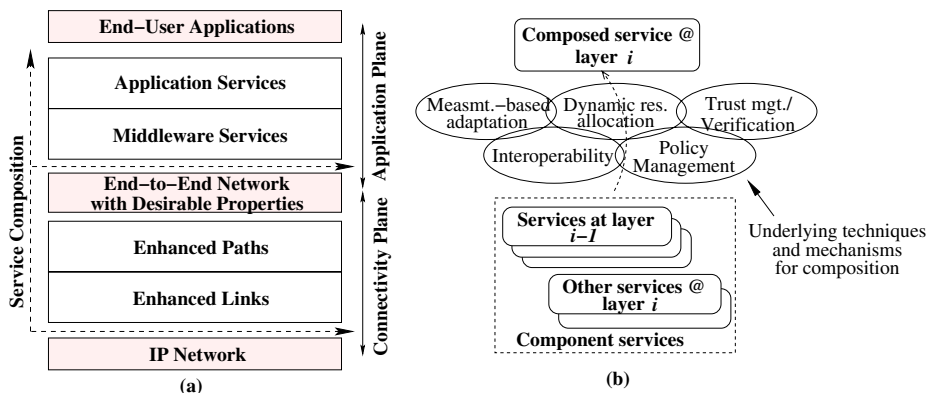 End−User Applications
Application Services
Middleware Services
End−to−End Network
with Desirable Properties
Enhanced Paths
Enhanced Links
IP Network
Service Composition
Application Plane
Connectivity Plane
(a)
Composed service @
layer i
Measmt.−based
adaptation
Dynamic res.
allocation
Trust mgt./
Verification
Interoperability
Policy
Management
Services at layer
i−1
Other services @
layer i
Component services
Underlying techniques
and mechanisms
for composition
(b)